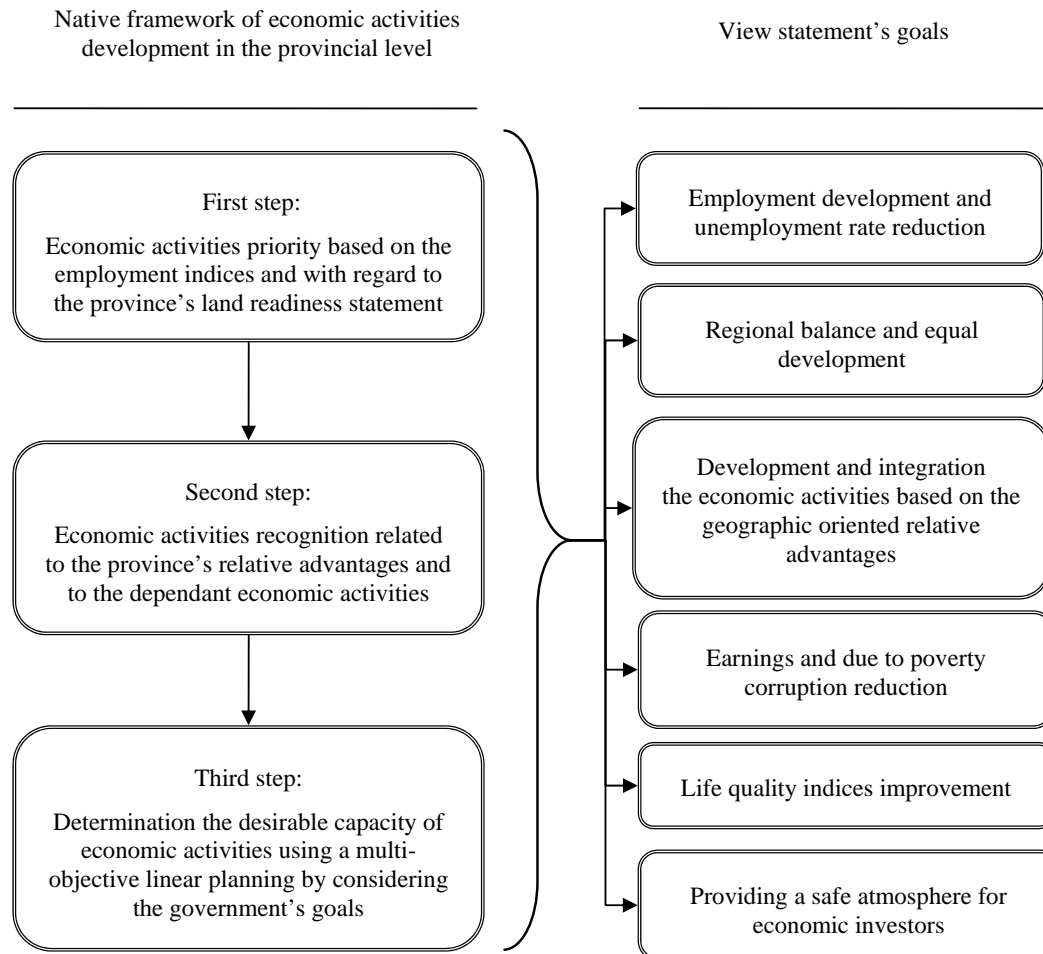 Native framework of economic activities
development in the provincial level
View statement's goals
First step:
Economic activities priority based on the
employment indices and with regard to
the province's land readiness statement
Second step:
Economic activities recognition related
to the province's relative advantages and
to the dependant economic activities
Third step:
Determination the desirable capacity of
economic activities using a multi-
objective linear planning by considering
the government's goals
Employment development and
unemployment rate reduction
Regional balance and equal
development
Development and integration
the economic activities based on the
geographic oriented relative
advantages
Earnings and due to poverty
corruption reduction
Life quality indices improvement
Providing a safe atmosphere for
economic investors